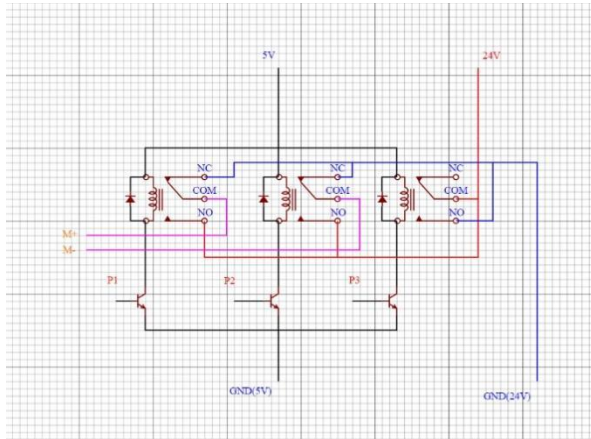 5V
24V
NC
NC
NC
COM
COM
COM
NO
NO
NO
M+
M-
P1
P2
P3
GND(5V)
GND(24V)